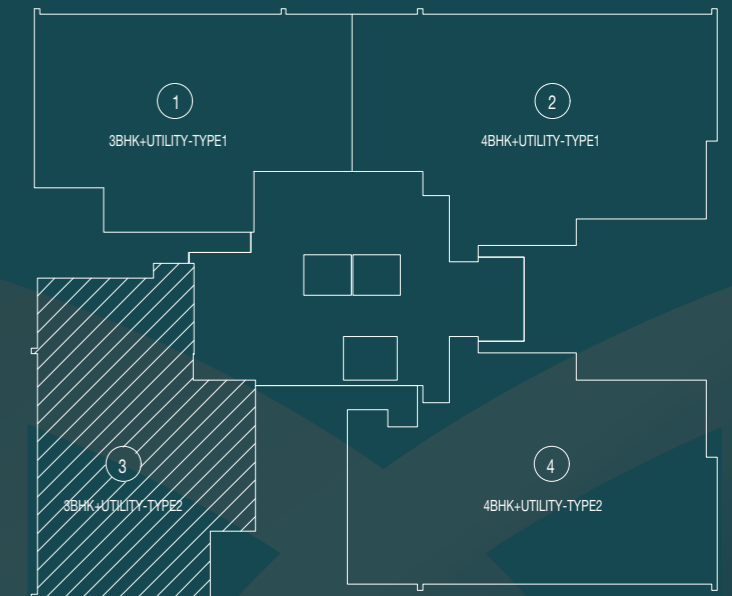 1
3BHK+UTILITY-TYPE1
2
4BHK+UTILITY-TYPE1
3
3BHK+UTILITY-TYPE2
4
4BHK+UTILITY-TYPE2